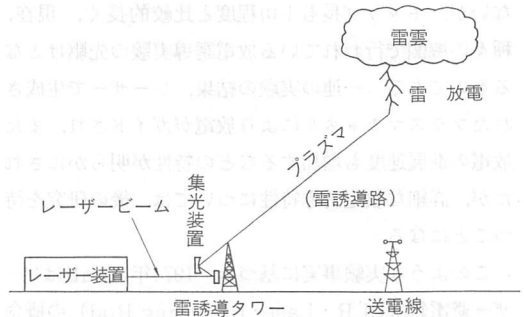 雷雲
雷 放電
プラズマ
(雷誘導路)
集光装置
レーザービーム
レーザー装置
雷誘導タワー
送電線